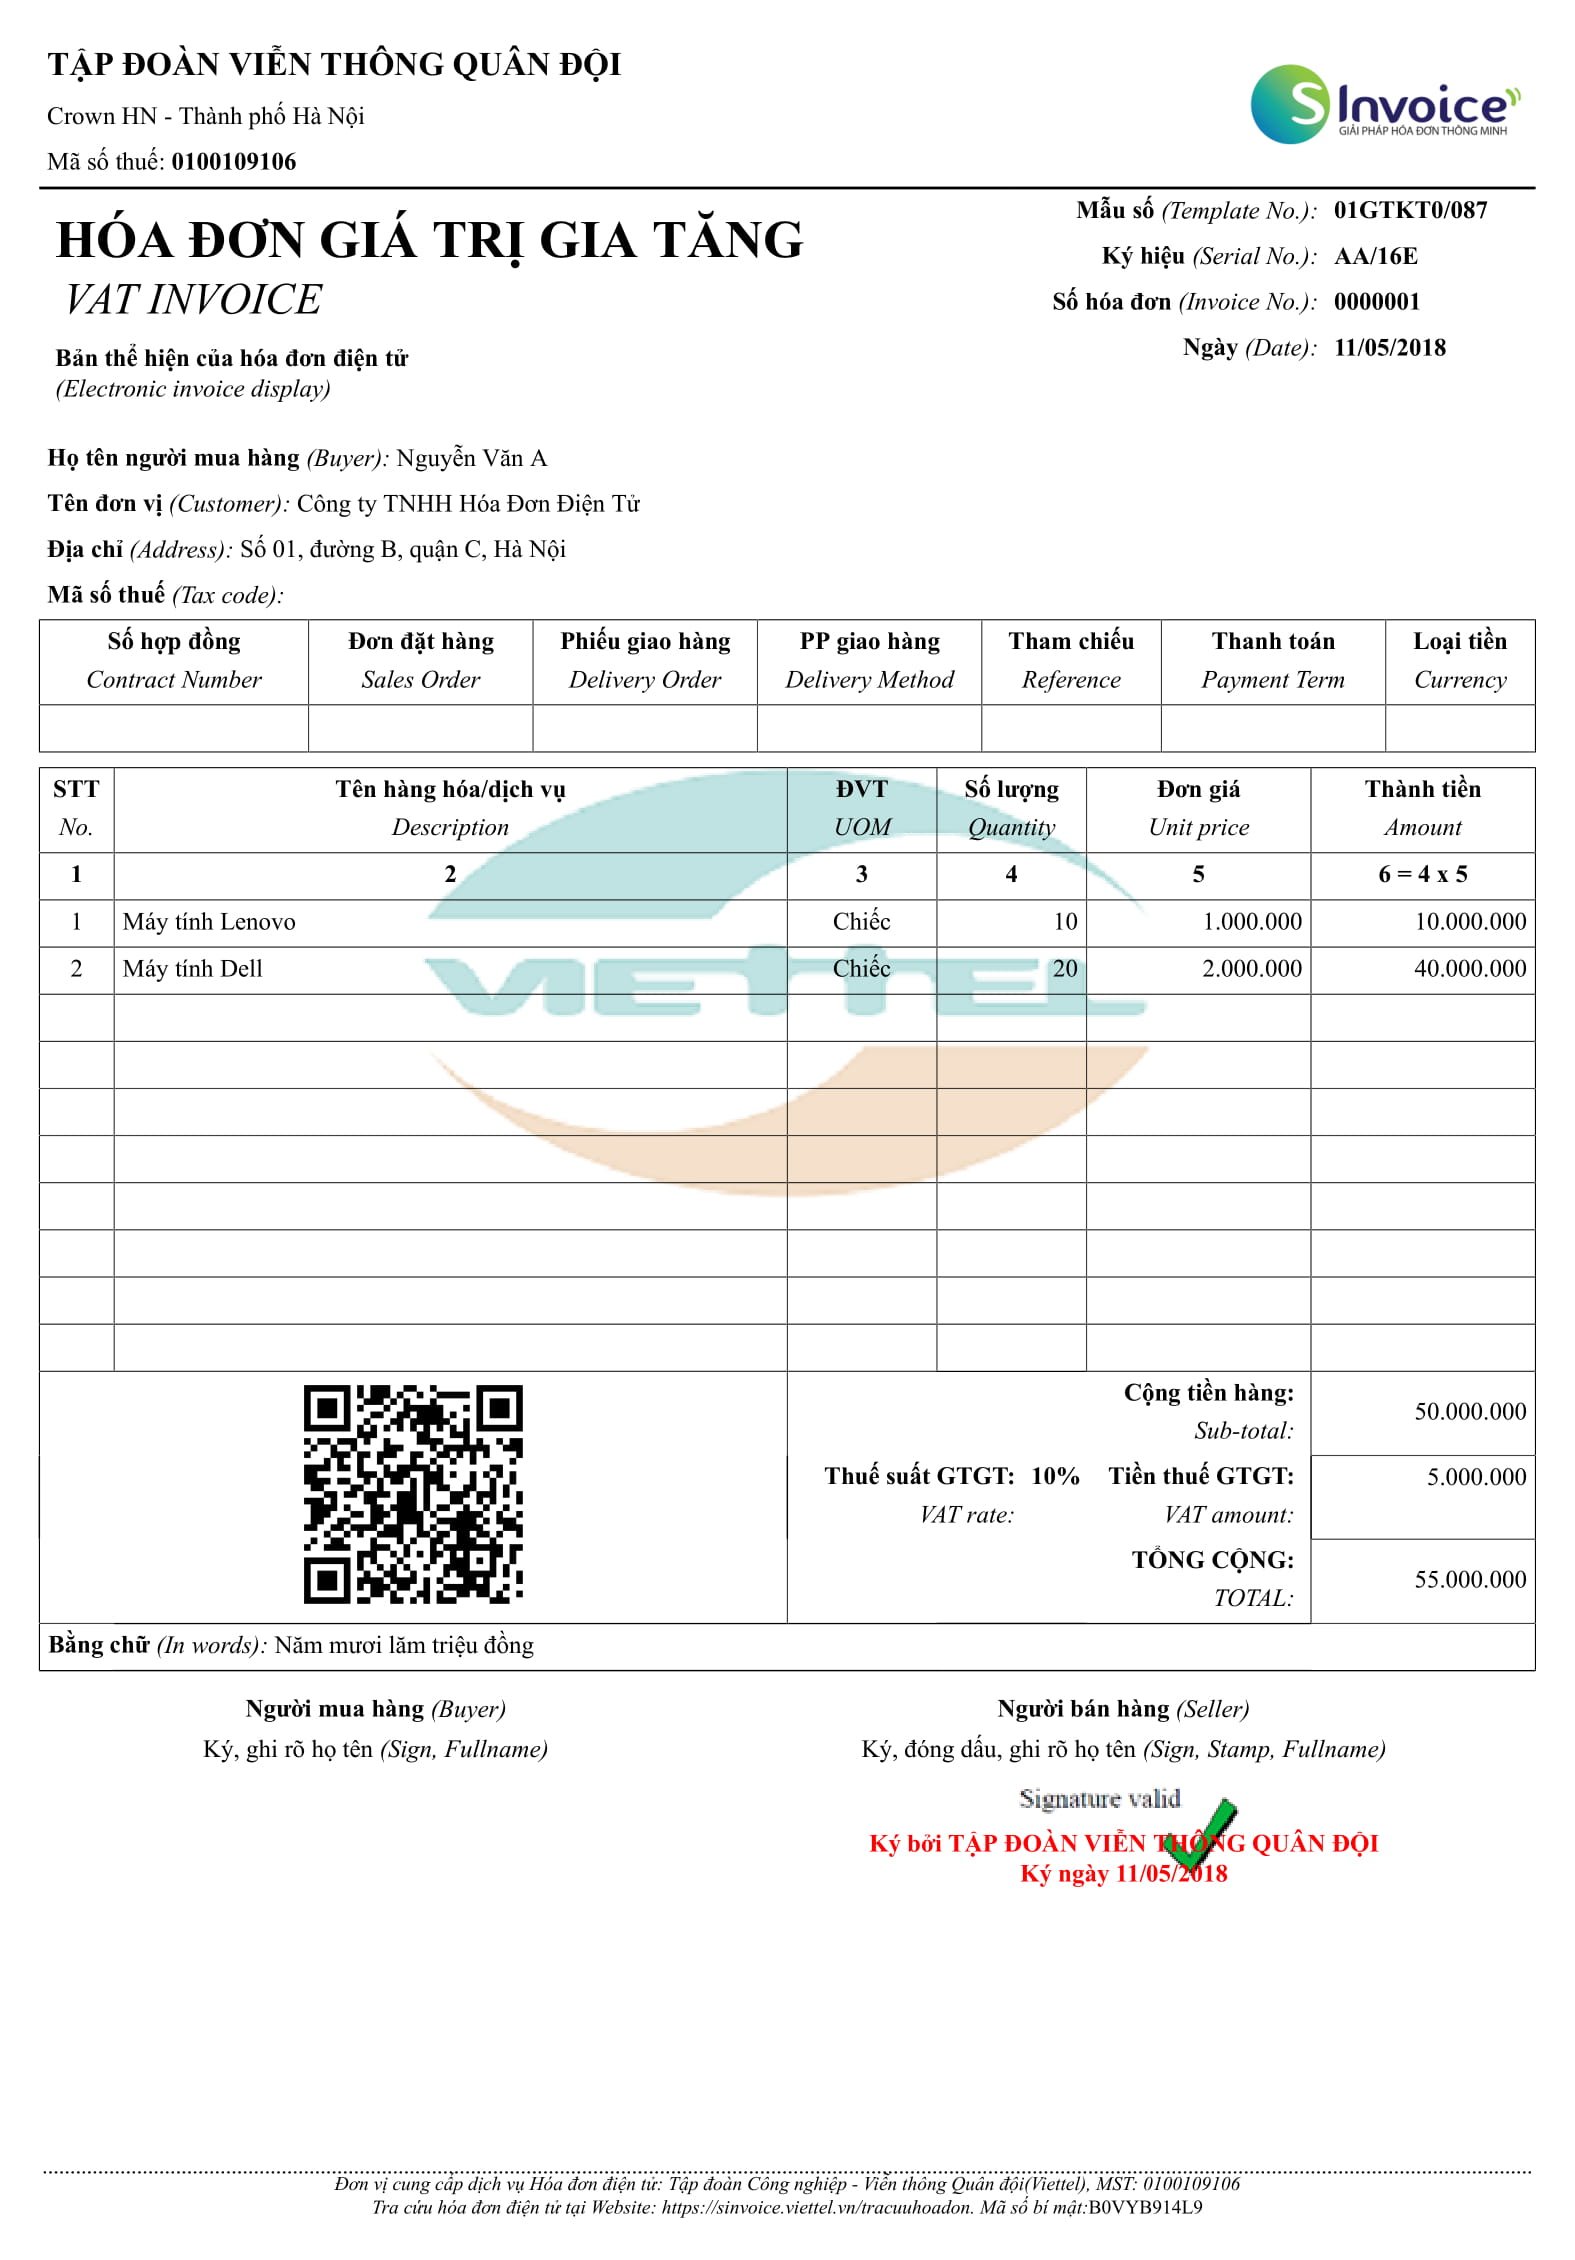 TẬP ĐOÀN VIỄN THÔNG QUÂN ĐỘI
Crown HN - Thành phố Hà Nội
Mã số thuế: 0100109106
S Invoice
GIẢI PHÁP HÓA ĐƠN THÔNG MINH
HÓA ĐƠN GIÁ TRỊ GIA TĂNG
VAT INVOICE
Bản thể hiện của hóa đơn điện tử
(Electronic invoice display)
Mẫu số (Template No.): 01GTKT0/087
Ký hiệu (Serial No.): AA/16E
Số hóa đơn (Invoice No.): 0000001
Ngày (Date): 11/05/2018
Họ tên người mua hàng (Buyer): Nguyễn Văn A
Tên đơn vị (Customer): Công ty TNHH Hóa Đơn Điện Tử
Địa chỉ (Address): Số 01, đường B, quận C, Hà Nội
Mã số thuế (Tax code):
Số hợp đồng Đơn đặt hàng Phiếu giao hàng PP giao hàng Tham chiếu Thanh toán Loại tiền
Contract Number Sales Order Delivery Order Delivery Method Reference Payment Term Currency
STT Tên hàng hóa/dịch vụ ĐVT Số lượng Đơn giá Thành tiền
No. Description UOM Quantity Unit price Amount
1 2 3 4 5 6 = 4 x 5
1 Máy tính Lenovo Chiếc 10 1.000.000 10.000.000
2 Máy tính Dell Chiếc 20 2.000.000 40.000.000
VIETTEL
Cộng tiền hàng: 50.000.000
Sub-total:
Thuế suất GTGT: 10% Tiền thuế GTGT: 5.000.000
VAT rate: VAT amount:
TỔNG CỘNG: 55.000.000
TOTAL:
Bằng chữ (In words): Năm mươi lăm triệu đồng
Người mua hàng (Buyer) Người bán hàng (Seller)
Ký, ghi rõ họ tên (Sign, Fullname) Ký, đóng dấu, ghi rõ họ tên (Sign, Stamp, Fullname)
Signature valid
Ký bởi TẬP ĐOÀN VIỄN THÔNG QUÂN ĐỘI
Ký ngày 11/05/2018
Đơn vị cung cấp dịch vụ Hóa đơn điện tử: Tập đoàn Công nghiệp - Viễn thông Quân đội(Viettel), MST: 0100109106
Tra cứu hóa đơn điện tử tại Website: https://sinvoice.viettel.vn/tracuuhoadon. Mã số bí mật:B0VYB914L9